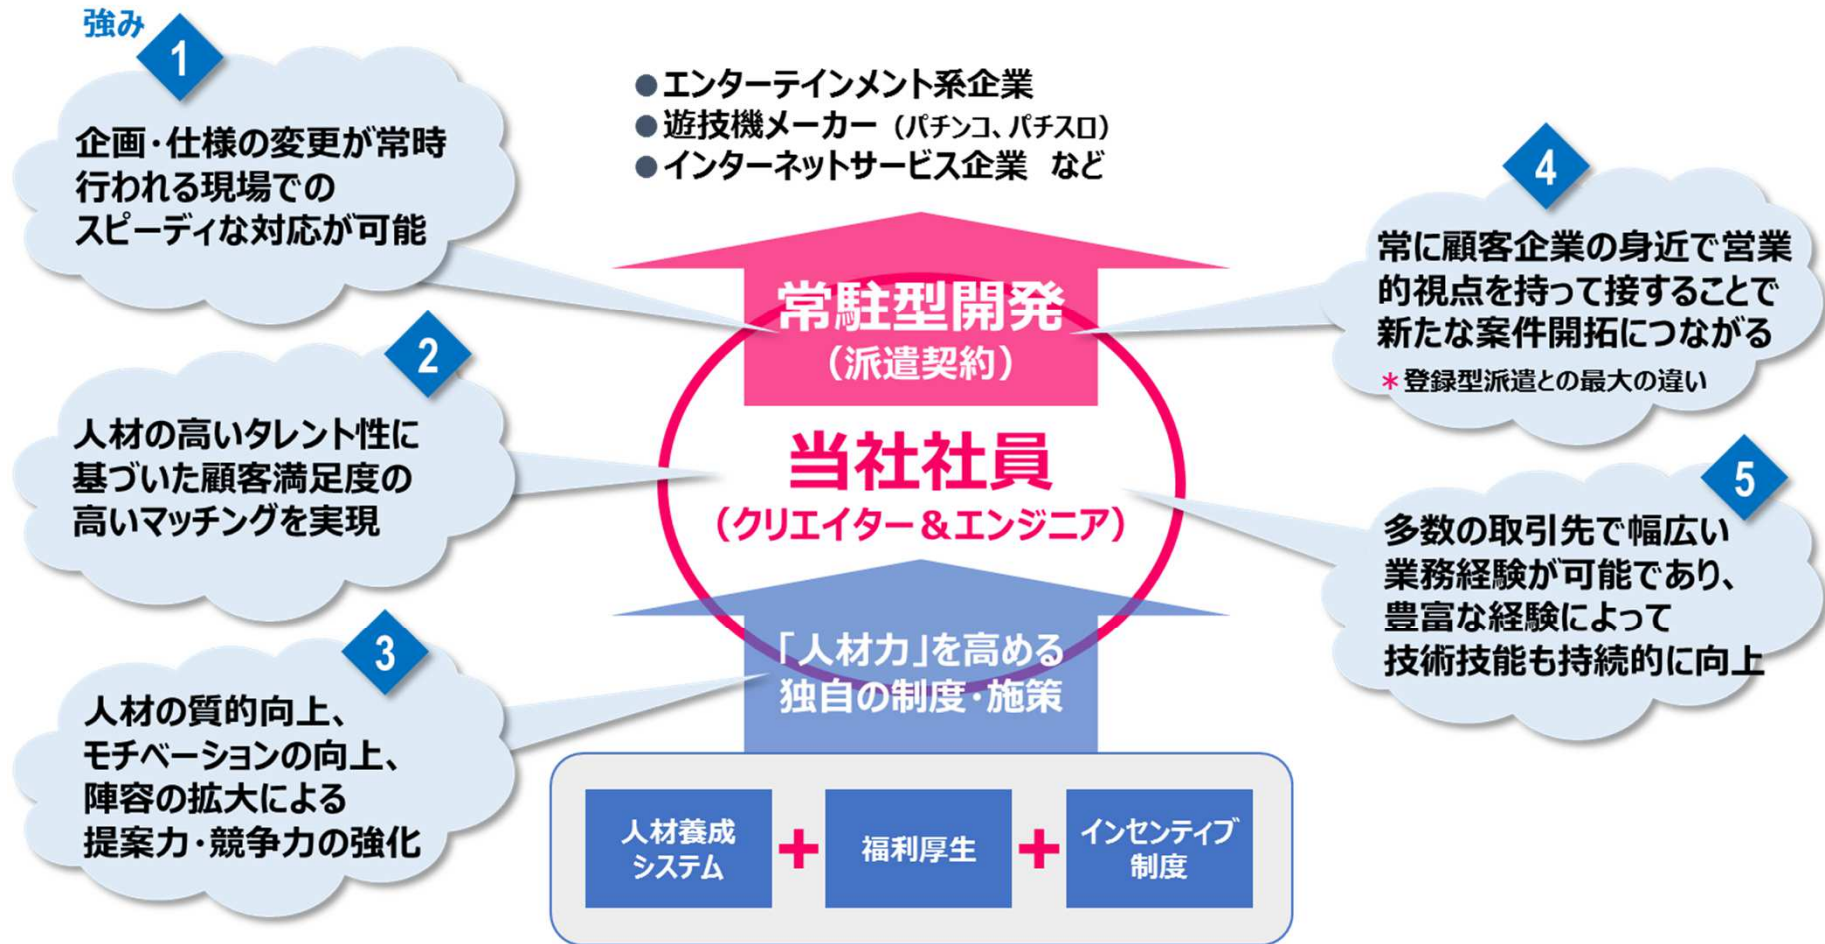 強み
1
企画・仕様の変更が常時
行われる現場での
スピーディな対応が可能
2
人材の高いタレント性に
基づいた顧客満足度の
高いマッチングを実現
3
人材の質的向上、
モチベーションの向上、
陣容の拡大による
提案力・競争力の強化
●エンターテインメント系企業
●遊技機メーカー（パチンコ、パチスロ）
●インターネットサービス企業　など
常駐型開発
（派遣契約）
当社社員
（クリエイター＆エンジニア）
「人材力」を高める
独自の制度・施策
人材養成
システム
+
福利厚生
+
インセンティブ
制度
4
常に顧客企業の身近で営業
的視点を持って接することで
新たな案件開拓につながる
＊登録型派遣との最大の違い
5
多数の取引先で幅広い
業務経験が可能であり、
豊富な経験によって
技術技能も持続的に向上